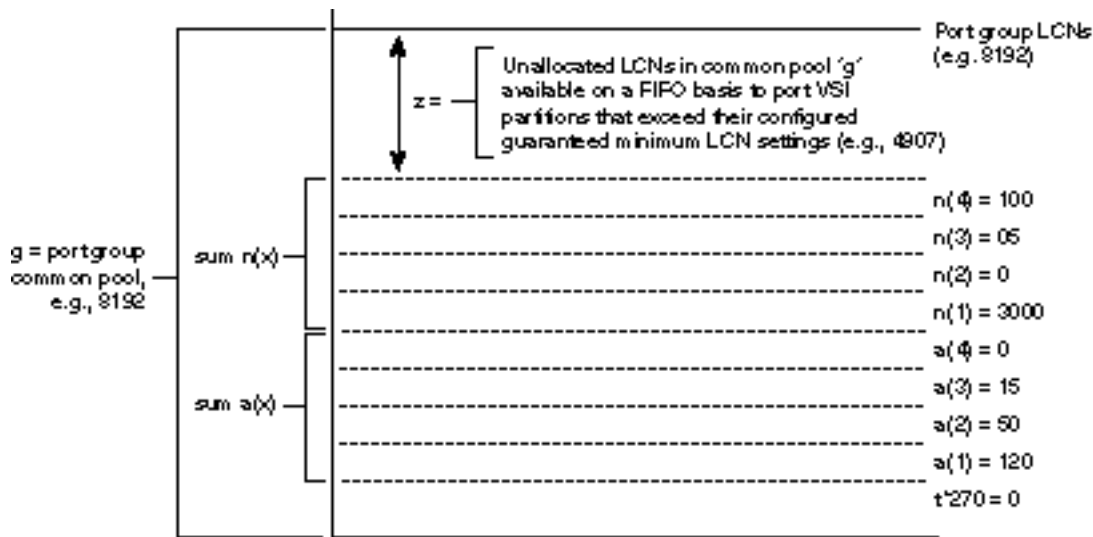 Port group LCNs
(e.g. 8192)
Unallocated LCNs in common pool 'g'
available on a FIFO basis to port VSI
z =
partitions that exceed their configured
guaranteed minimum LCN settings (e.g., 4907)
n(4) = 100
n(3) = 05
g = port group
common pool,
e.g., 8192
sum n(x)
n(2) = 0
n(1) = 3000
a(4) = 0
a(3) = 15
sum a(x)
a(2) = 50
a(1) = 120
t*270 = 0